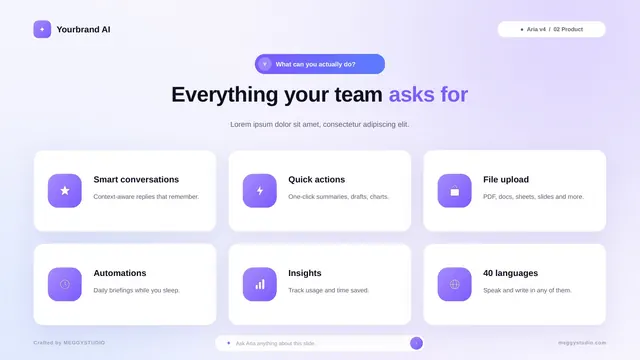 Yourbrand AI
Aria v4 / 02 Product
What can you actually do?
Everything your team asks for
Lorem ipsum dolor sit amet, consectetur adipiscing elit.
Smart conversations
Context-aware replies that remember.
Quick actions
One-click summaries, drafts, charts.
File upload
PDF, docs, sheets, slides and more.
Automations
Daily briefings while you sleep.
Insights
Track usage and time saved.
40 languages
Speak and write in any of them.
Crafted by MEGGYSTUDIO
Ask Aria anything about this slide.
meggystudio.com